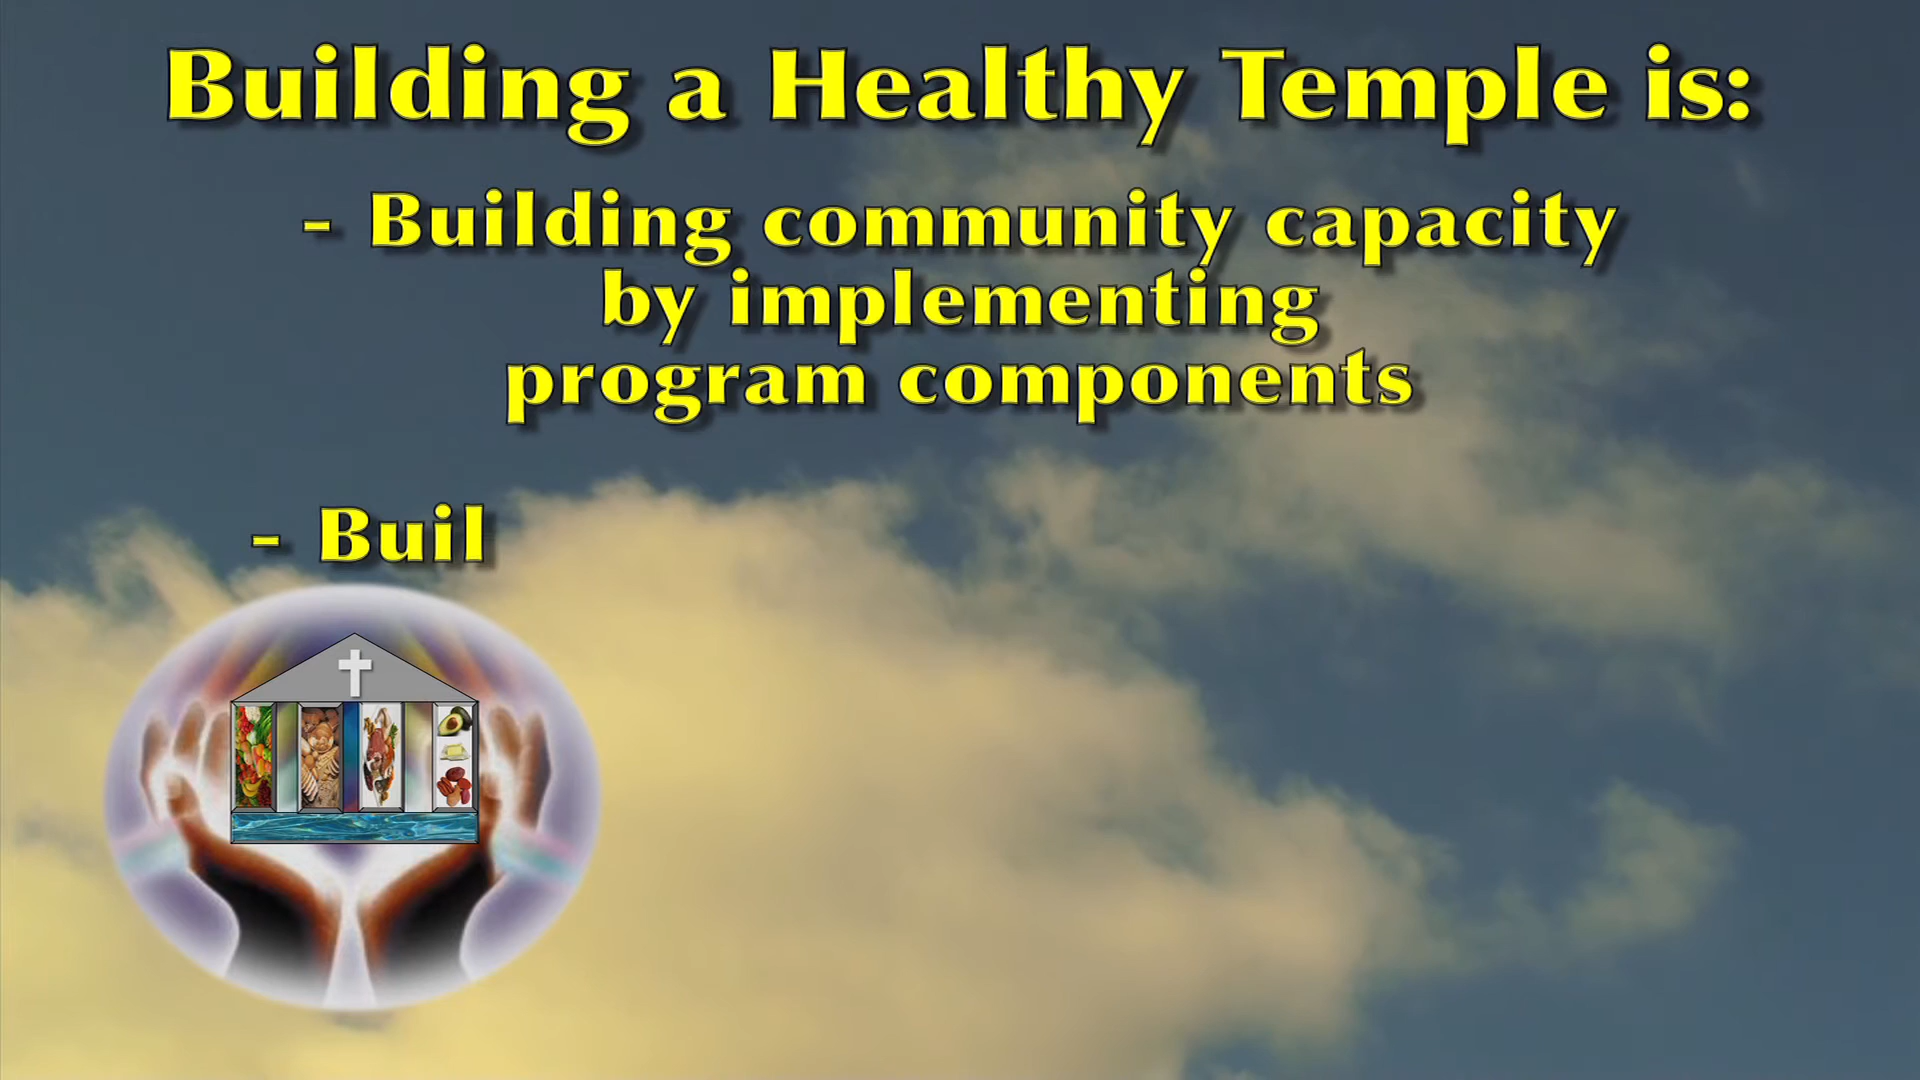 Building a Healthy Temple is:
- Building community capacity
by implementing
program components
- Buil